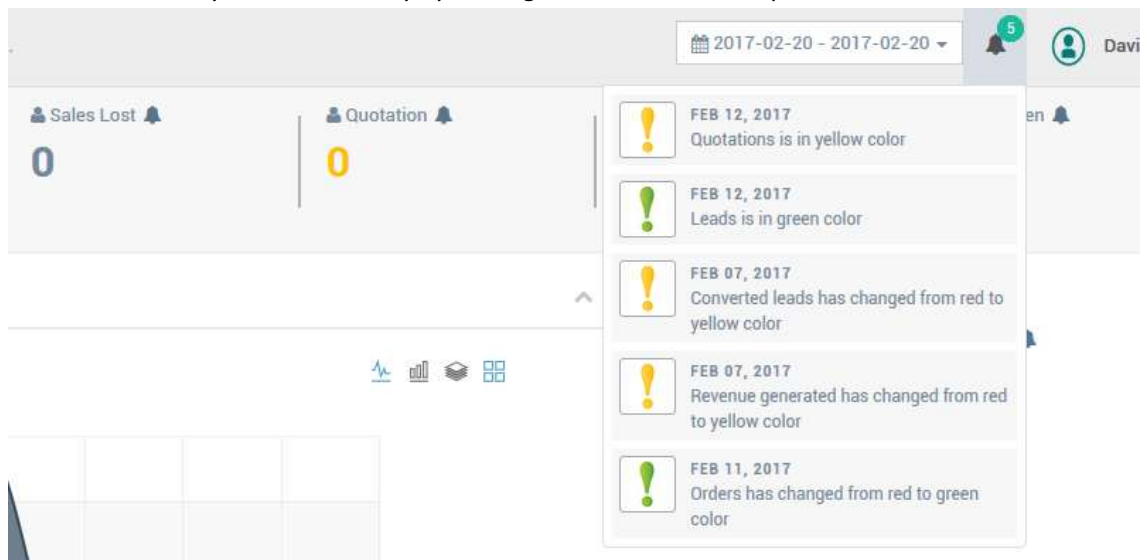 2017-02-20 - 2017-02-20
5
Davi
Sales Lost
Quotation
en
0
0
FEB 12, 2017
Quotations is in yellow color
FEB 12, 2017
Leads is in green color
FEB 07, 2017
Converted leads has changed from red to
yellow color
FEB 07, 2017
Revenue generated has changed from red
to yellow color
FEB 11, 2017
Orders has changed from red to green
color